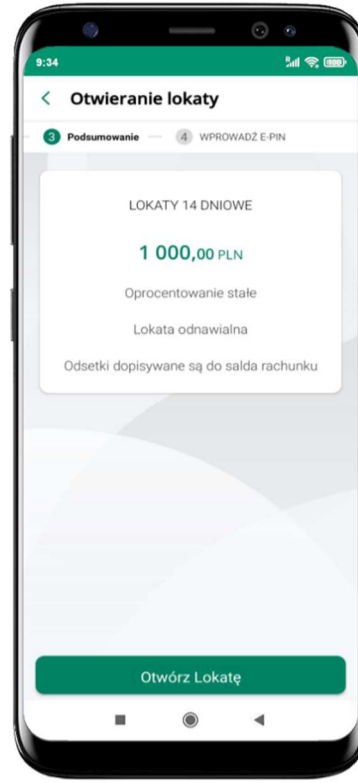 9:34
Otwieranie lokaty
3 Podsumowanie 4 WPROWADŹ E-PIN
LOKATY 14 DNIOWE
1 000,00 PLN
Oprocentowanie stałe
Lokata odnawialna
Odsetki dopisywane są do salda rachunku
Otwórz Lokatę